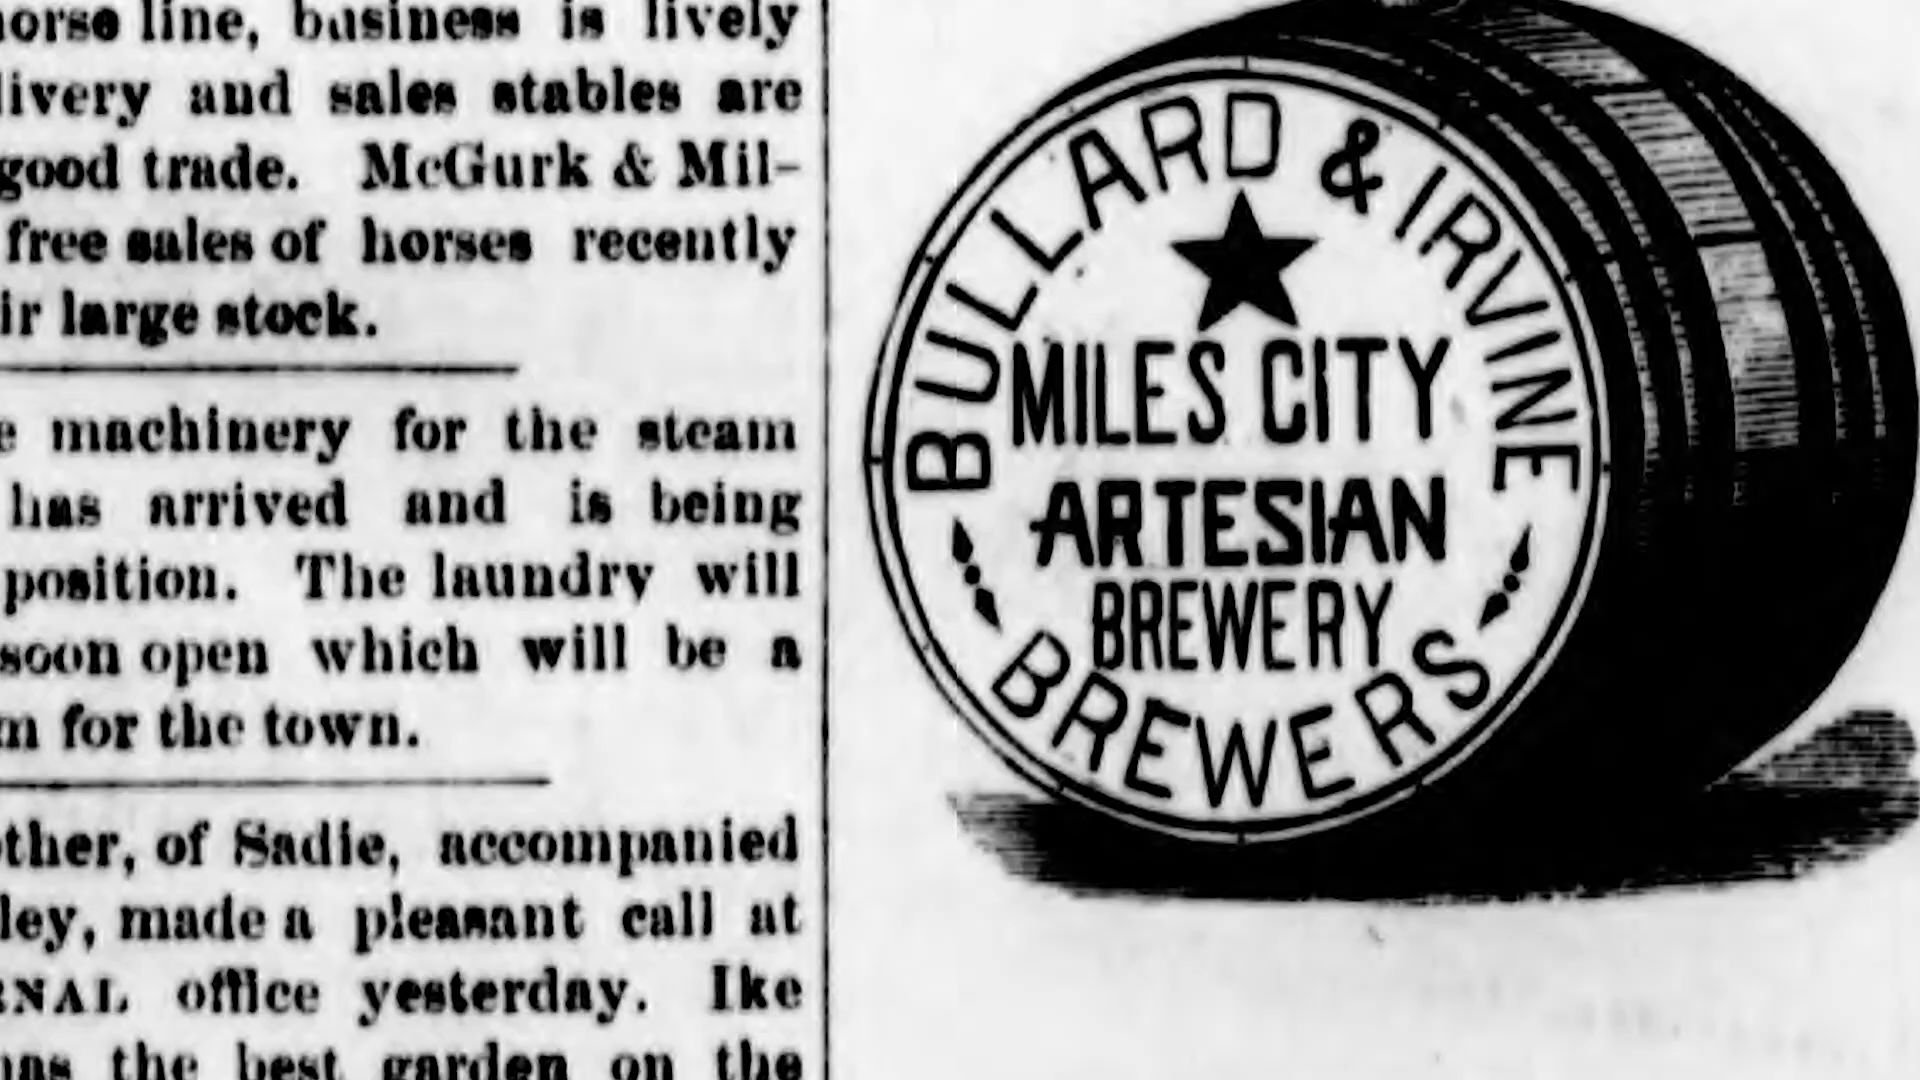 horse line, business is lively
livery and sales stables are
good trade. McGurk & Mil-
free sales of horses recently
ir large stock.
e machinery for the steam
has arrived and is being
position. The laundry will
soon open which will be a
m for the town.
other, of Sadie, accompanied
ley, made a pleasant call at
RNAL office yesterday. Ike
has the best garden on the
BULLARD & IRVINE
MILES CITY
ARTESIAN
BREWERY
BREWERS